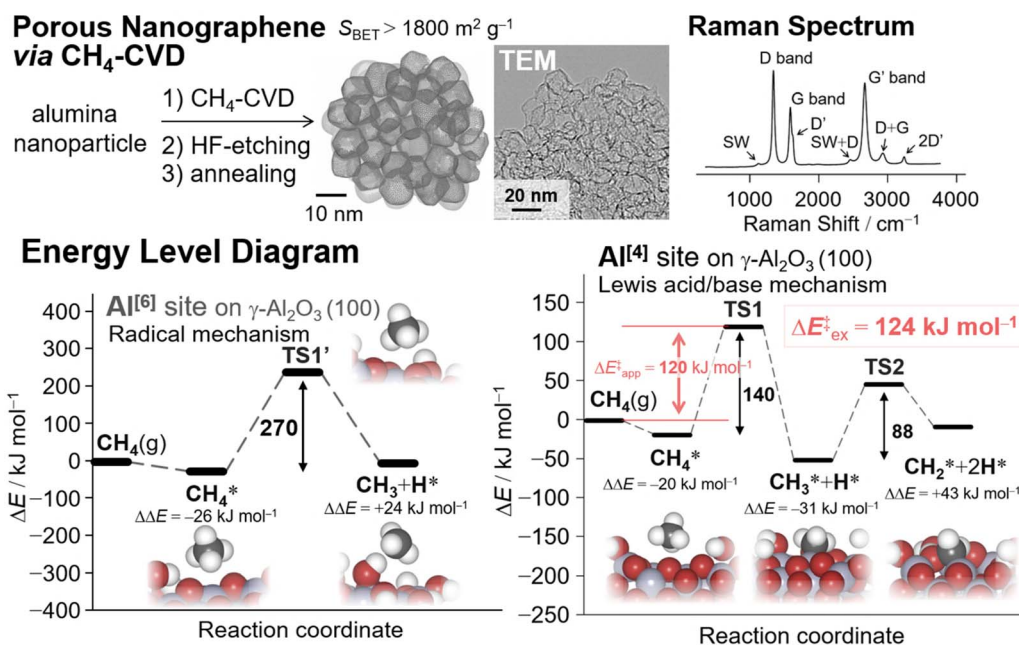 Porous Nanographene
via CH₄-CVD
S_BET > 1800 m² g⁻¹
alumina
nanoparticle
1) CH₄-CVD
2) HF-etching
3) annealing
10 nm
TEM
20 nm
Raman Spectrum
D band
G' band
G band
D'
SW
SW+D
D+G
2D'
1000 2000 3000 4000
Raman Shift / cm⁻¹
Energy Level Diagram
Al[6] site on γ-Al₂O₃ (100)
Radical mechanism
400
300
200
100
0
−100
−200
−300
−400
ΔE / kJ mol⁻¹
TS1'
270
CH₄(g)
CH₄*
ΔΔE = −26 kJ mol⁻¹
CH₃+H*
ΔΔE = +24 kJ mol⁻¹
Reaction coordinate
Al[4] site on γ-Al₂O₃ (100)
Lewis acid/base mechanism
150
100
50
0
−50
−100
−150
−200
−250
ΔE / kJ mol⁻¹
TS1
ΔE‡ex = 124 kJ mol⁻¹
ΔE‡app = 120 kJ mol⁻¹
TS2
140
88
CH₄(g)
CH₄*
ΔΔE = −20 kJ mol⁻¹
CH₃*+H*
ΔΔE = −31 kJ mol⁻¹
CH₂*+2H*
ΔΔE = +43 kJ mol⁻¹
Reaction coordinate